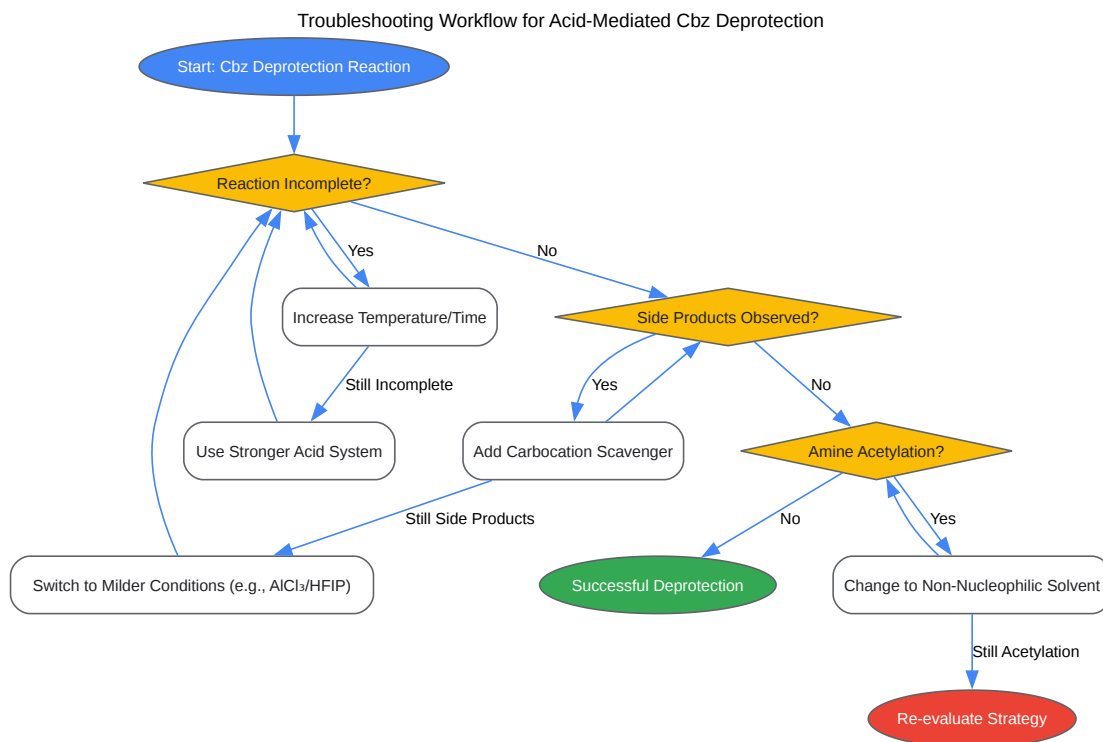 Troubleshooting Workflow for Acid-Mediated Cbz Deprotection
Start: Cbz Deprotection Reaction
Reaction Incomplete?
Yes
No
Increase Temperature/Time
Side Products Observed?
Still Incomplete
Yes
No
Use Stronger Acid System
Add Carbocation Scavenger
Amine Acetylation?
Still Side Products
No
Yes
Switch to Milder Conditions (e.g., AlCl₃/HFIP)
Successful Deprotection
Change to Non-Nucleophilic Solvent
Still Acetylation
Re-evaluate Strategy